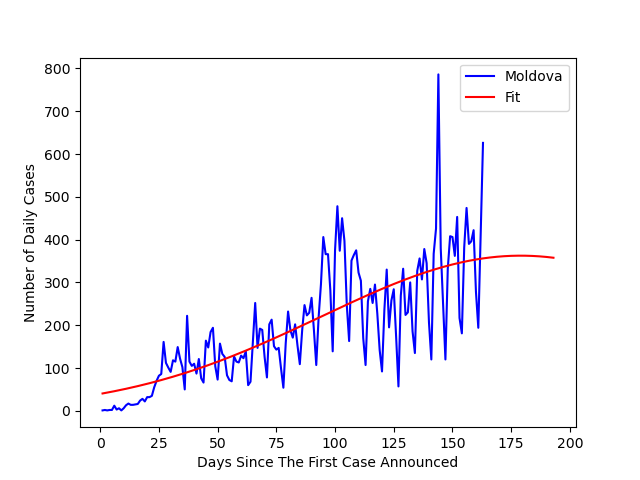 Moldova
Fit
800
700
600
500
400
300
200
100
0
Number of Daily Cases
0 25 50 75 100 125 150 175 200
Days Since The First Case Announced